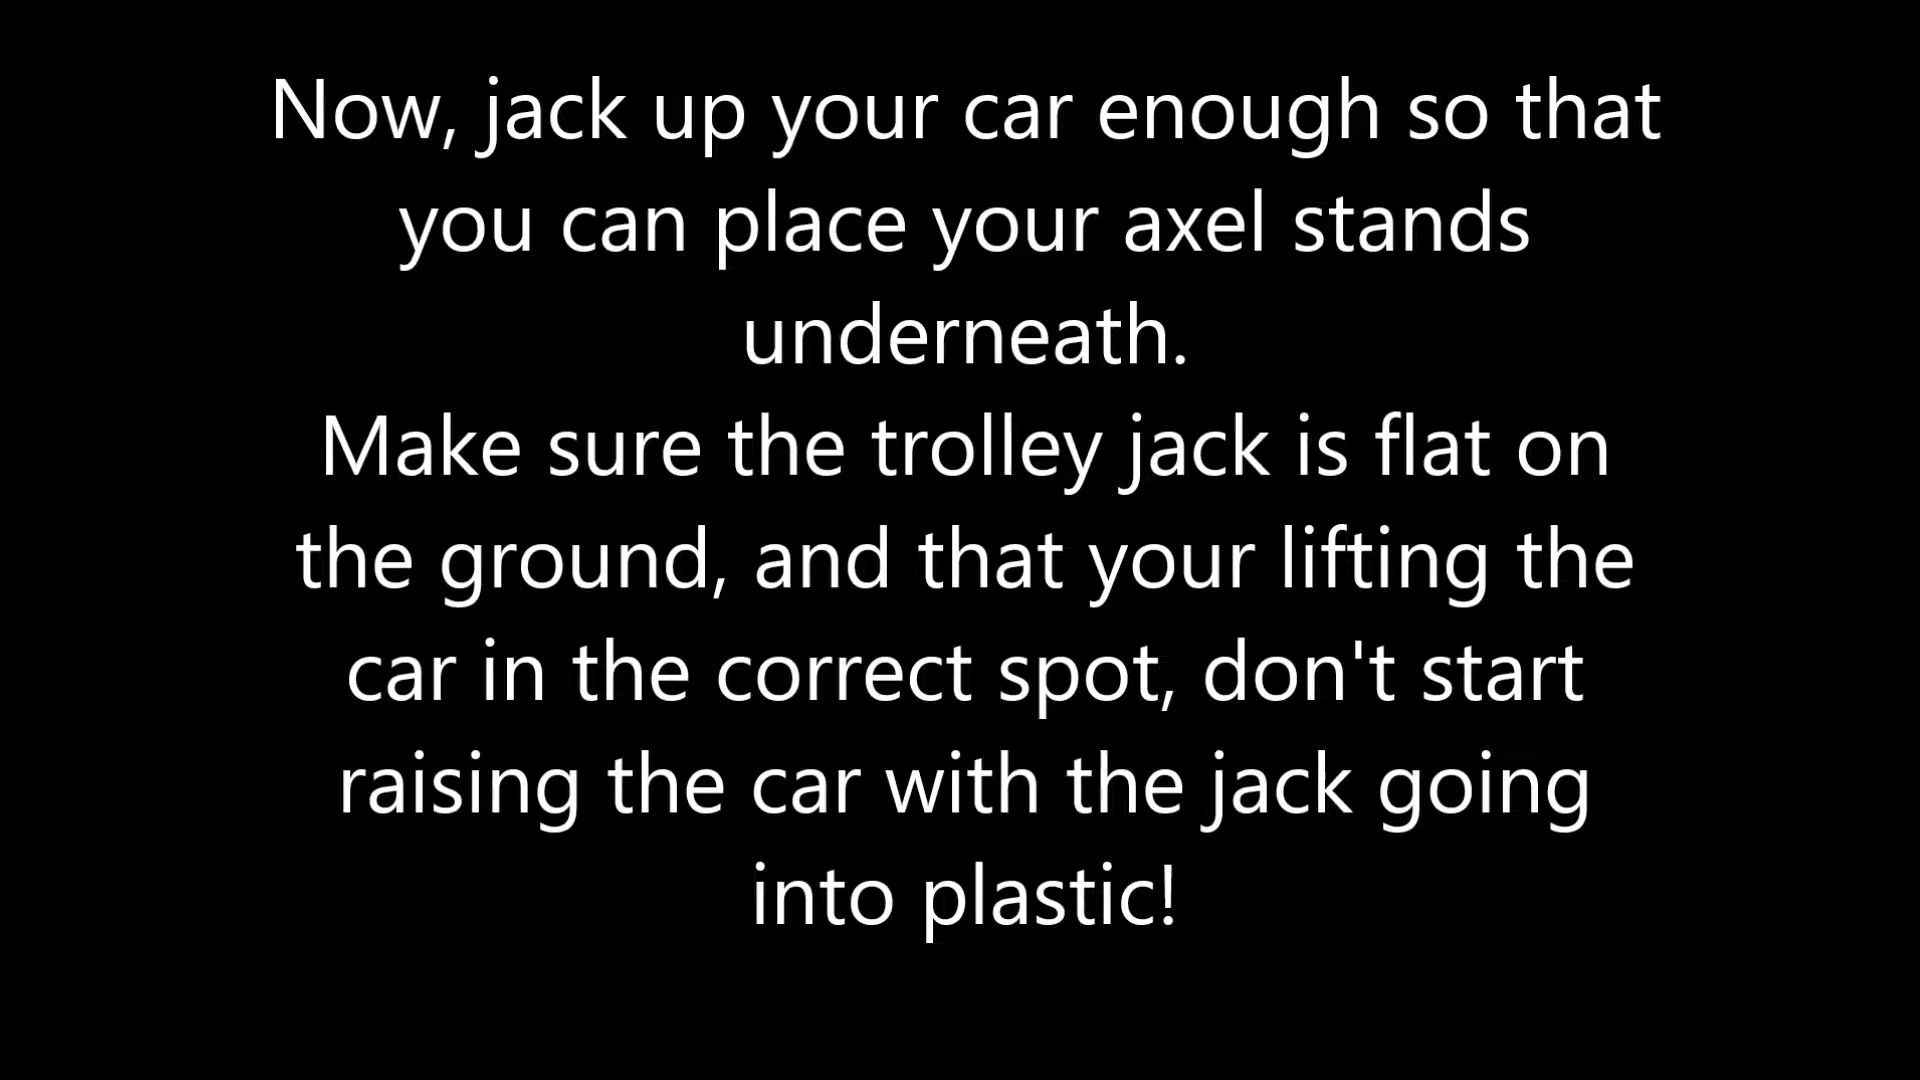 Now, jack up your car enough so that
you can place your axel stands
underneath.
Make sure the trolley jack is flat on
the ground, and that your lifting the
car in the correct spot, don't start
raising the car with the jack going
into plastic!